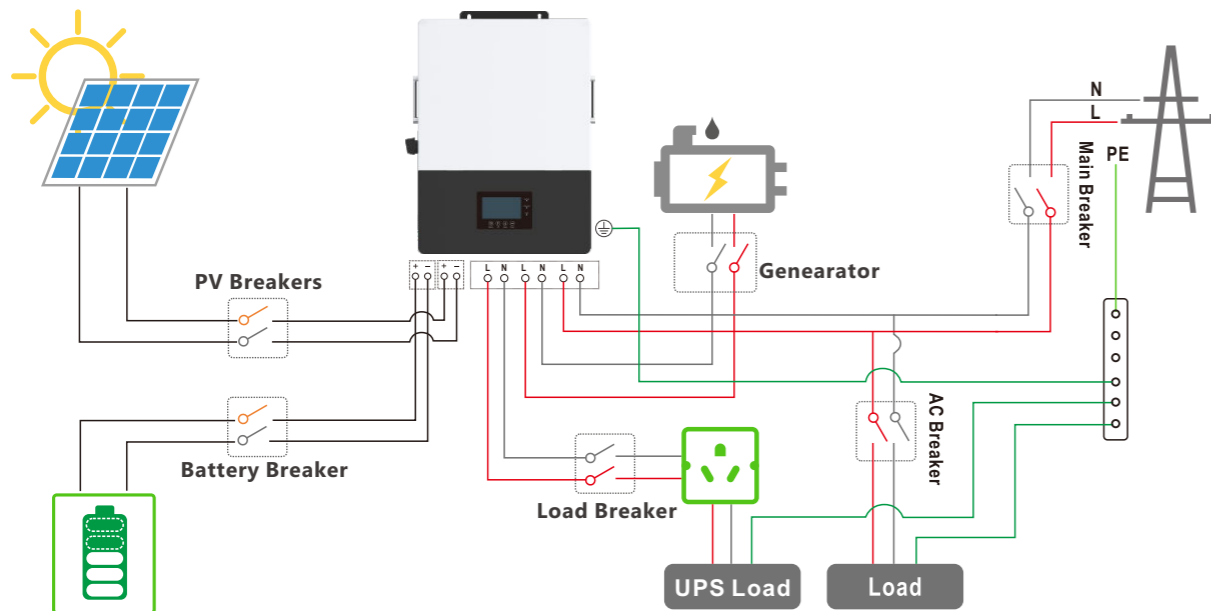 N
L
PE
Main Breaker
+ − + −
L N L N L N
PV Breakers
Genearator
AC Breaker
Battery Breaker
Load Breaker
UPS Load
Load